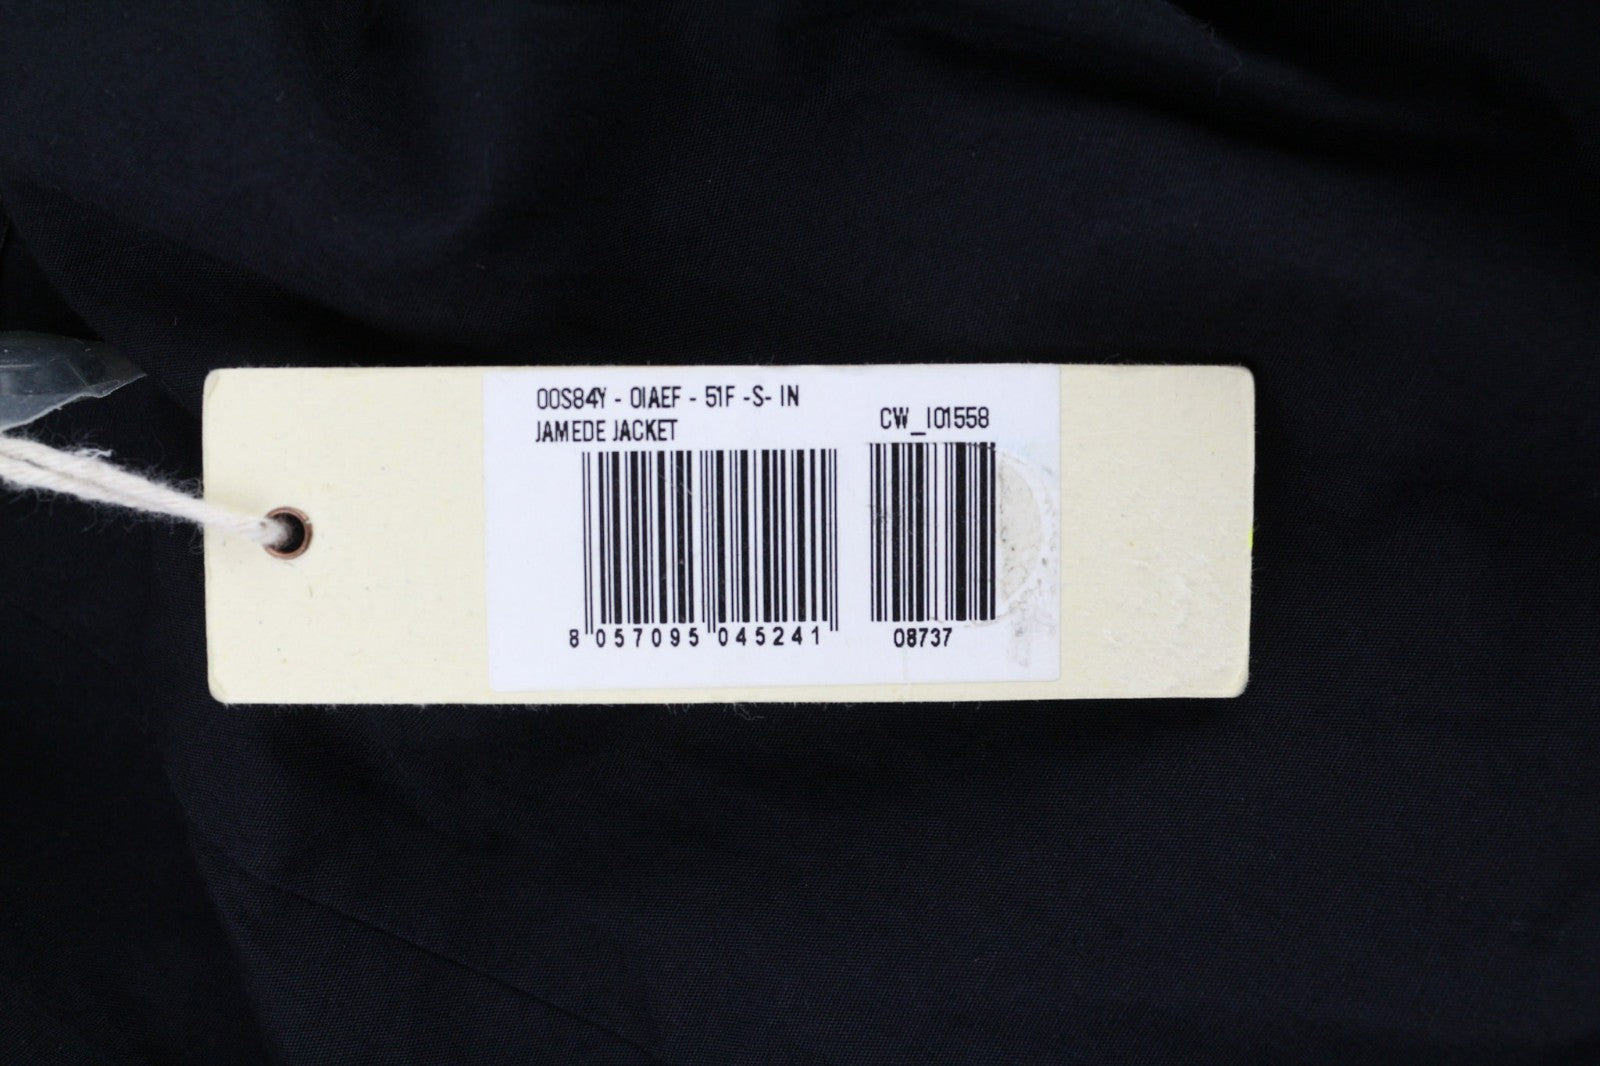 00S84Y - 0IAEF - 51F -S- IN
JAMEDE JACKET
CW_I01558
8 057095 045241
08737